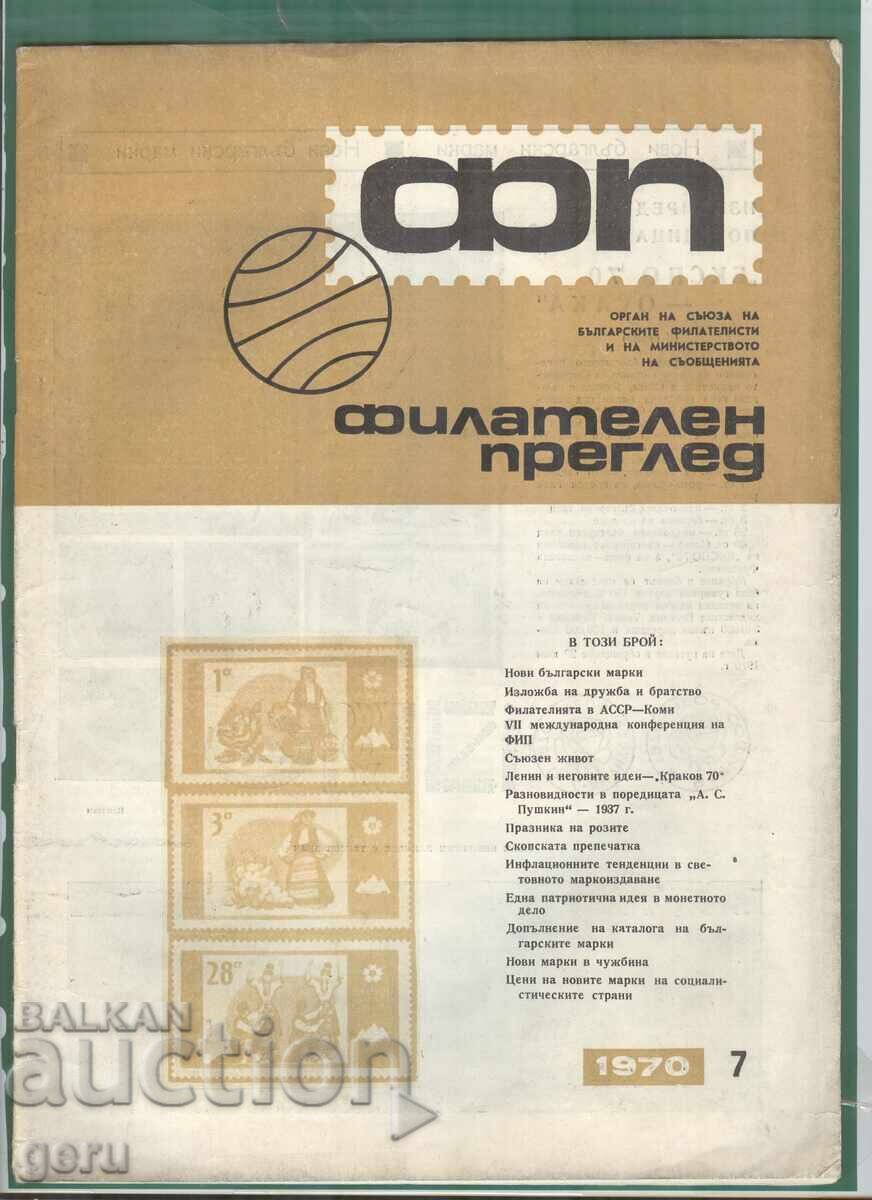 ФП
ОРГАН НА СЪЮЗА НА
БЪЛГАРСКИТЕ ФИЛАТЕЛИСТИ
И НА МИНИСТЕРСТВОТО
НА СЪОБЩЕНИЯТА
филателен
преглед
В ТОЗИ БРОЙ:
Нови български марки
Изложба на дружба и братство
Филателията в АССР—Коми
VII международна конференция на
ФИП
Съюзен живот
Ленин и неговите идеи—„Краков 70“
Разновидности в поредицата „А. С.
Пушкин“ — 1937 г.
Празника на розите
Скопската препечатка
Инфлационните тенденции в све-
товното маркоиздаване
Една патриотична идея в монетното
дело
Допълнение на каталога на бъл-
гарските марки
Нови марки в чужбина
Цени на новите марки на социали-
стическите страни
1970 7
1 ст
3 ст
28 ст
BALKAN
auction
geru